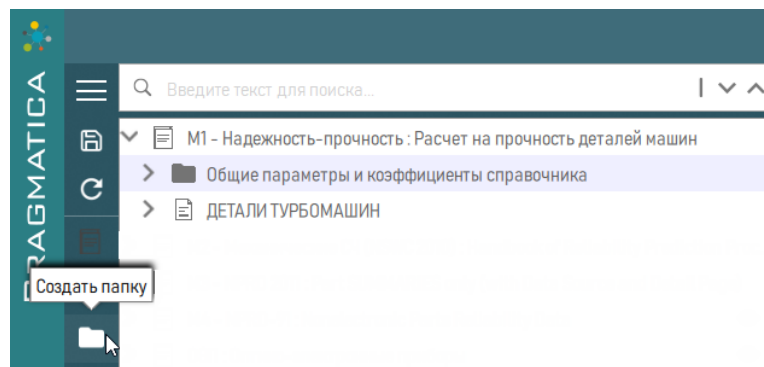 PRAGMATICA
Введите текст для поиска...
М1 - Надежность-прочность : Расчет на прочность деталей машин
Общие параметры и коэффициенты справочника
ДЕТАЛИ ТУРБОМАШИН
Создать папку